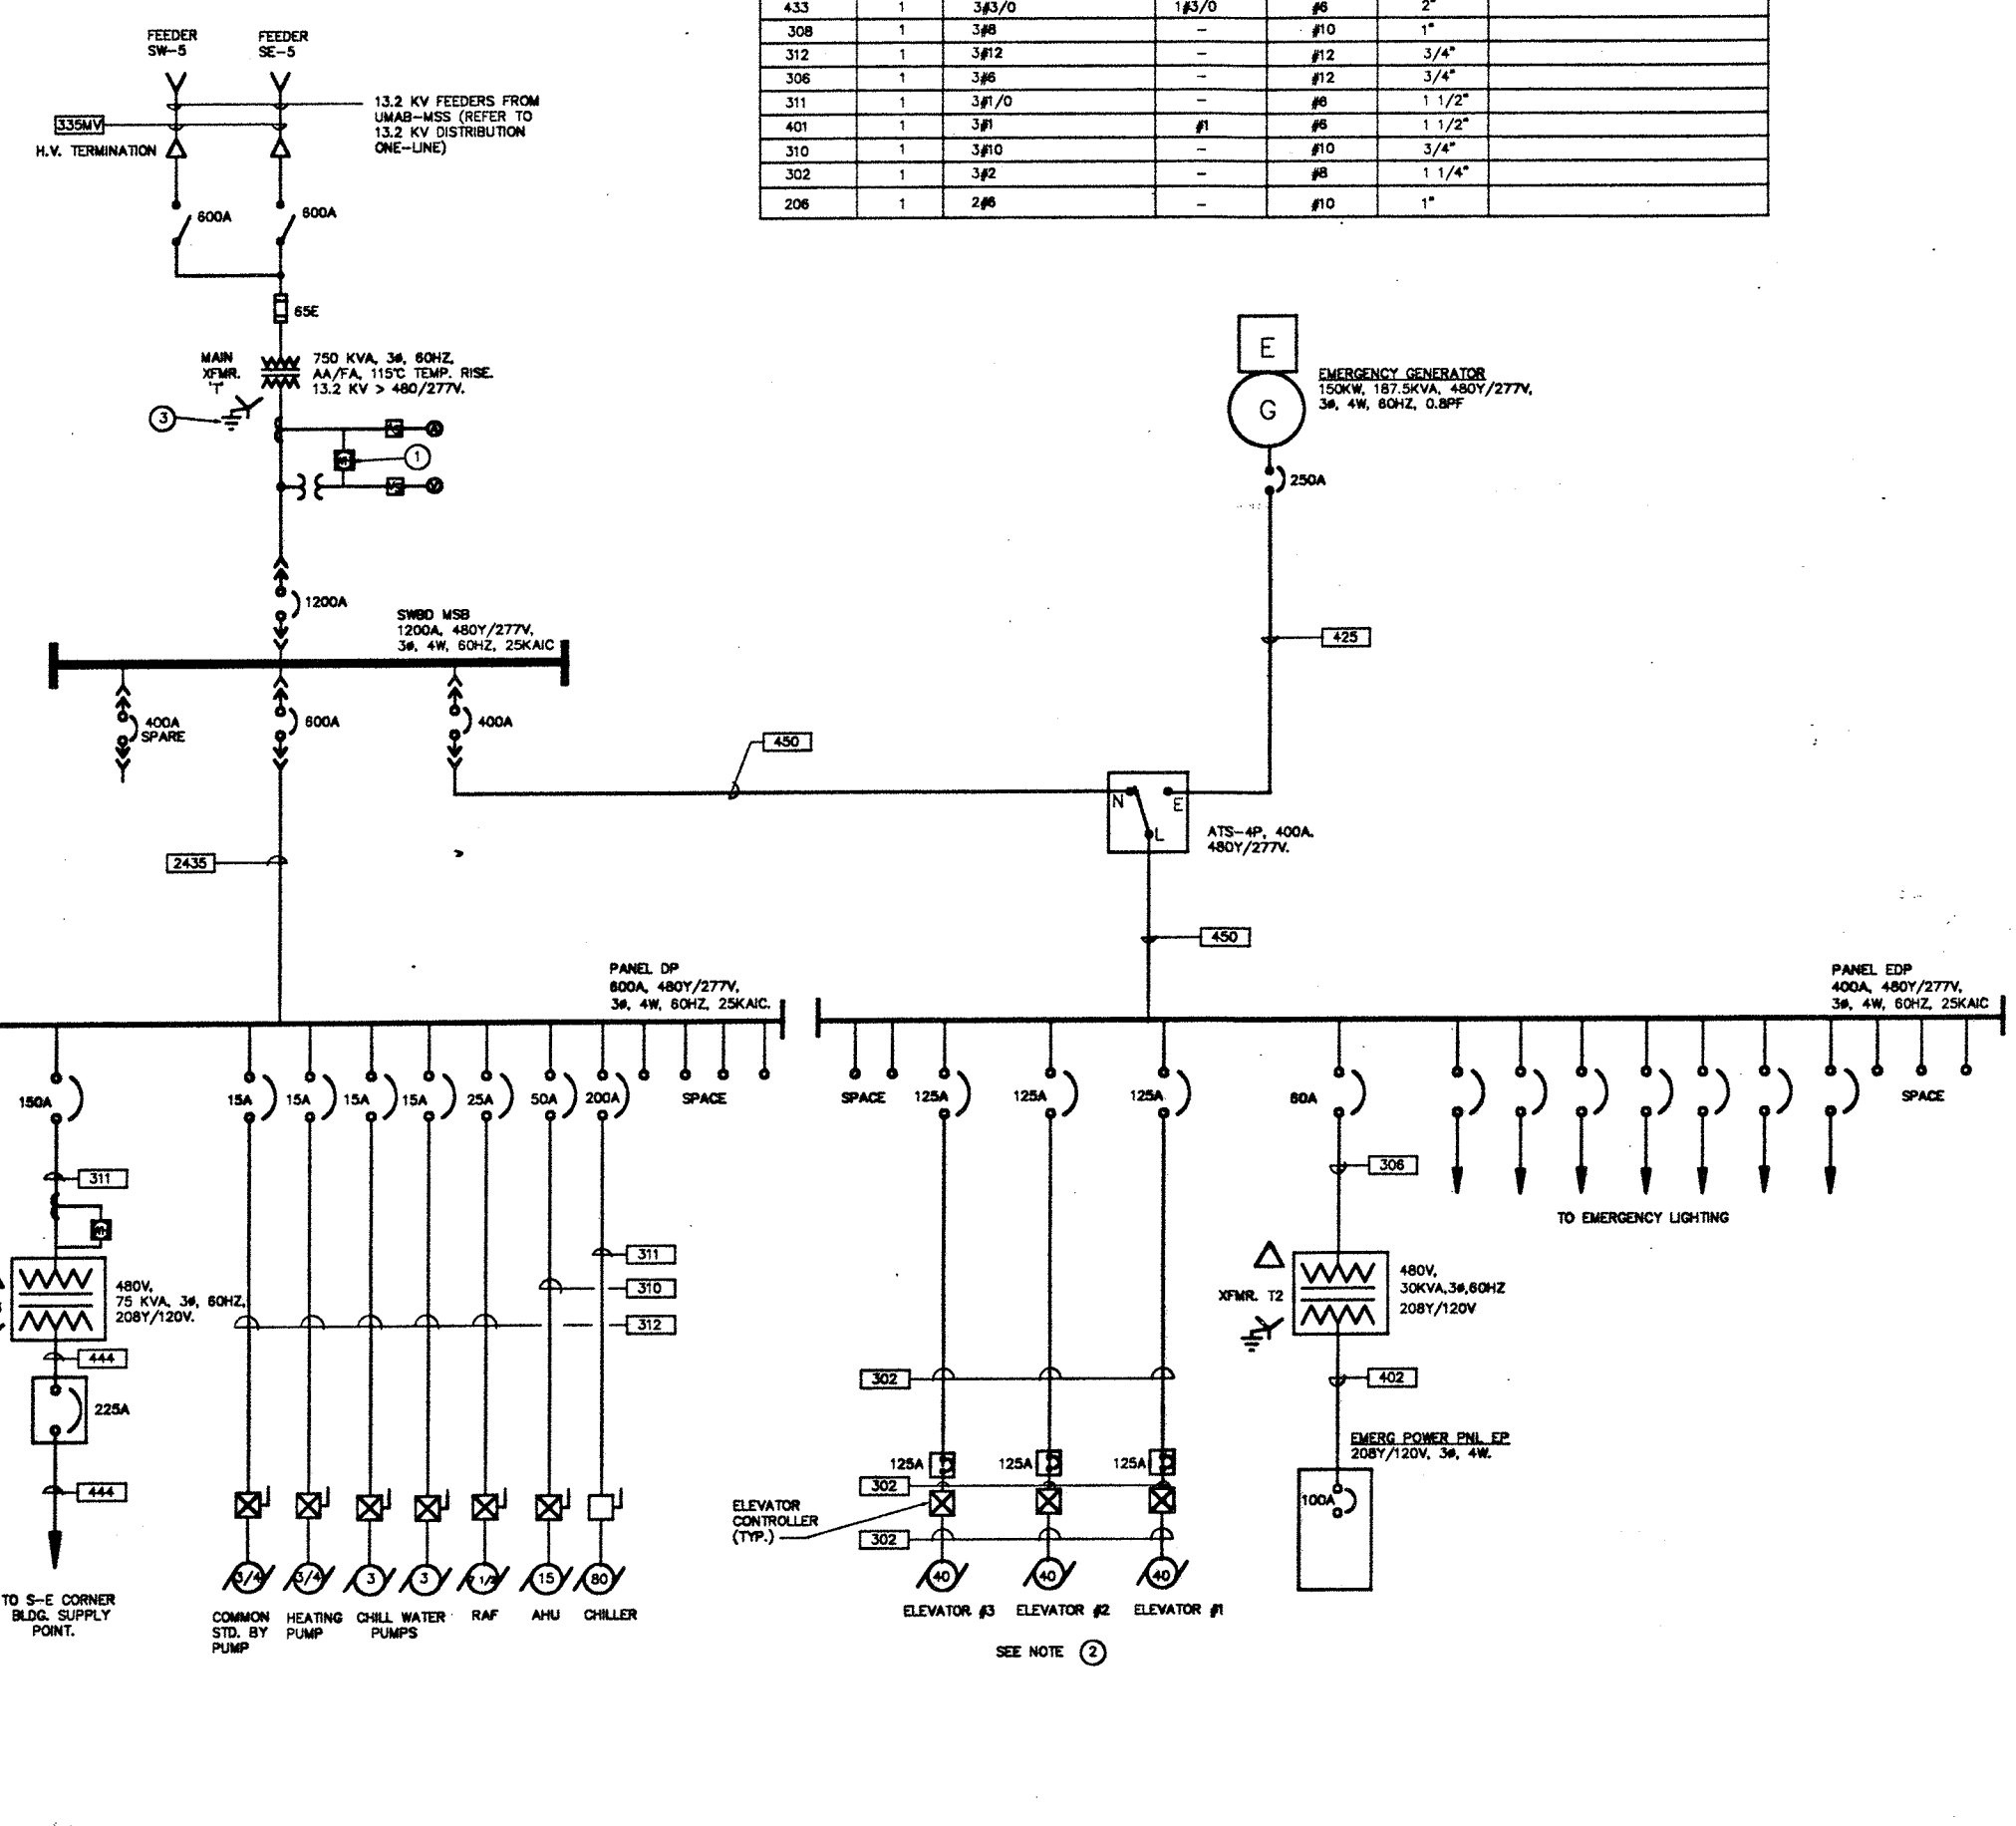 433 1 3#3/0 1#3/0 #6 2"
308 1 3#8 - #10 1"
312 1 3#12 - #12 3/4"
306 1 3#6 - #12 3/4"
311 1 3#1/0 - #6 1 1/2"
401 1 3#1 #1 #6 1 1/2"
310 1 3#10 - #10 3/4"
302 1 3#2 - #8 1 1/4"
206 1 2#6 - #10 1"
FEEDER
SW-5
FEEDER
SE-5
13.2 KV FEEDERS FROM
UMAB-MSS (REFER TO
13.2 KV DISTRIBUTION
ONE-LINE)
335MV
H.V. TERMINATION
600A
600A
65E
MAIN
XFMR.
'T'
750 KVA, 3ø, 60HZ,
AA/FA, 115°C TEMP. RISE.
13.2 KV > 480/277V.
3
1
A
V
E
G
EMERGENCY GENERATOR
150KW, 187.5KVA, 480Y/277V,
3ø, 4W, 60HZ, 0.8PF
250A
425
1200A
SWBD MSB
1200A, 480Y/277V,
3ø, 4W, 60HZ, 25KAIC
400A
SPARE
600A
400A
450
N
E
L
ATS-4P, 400A.
480Y/277V.
2435
450
PANEL DP
600A, 480Y/277V,
3ø, 4W, 60HZ, 25KAIC.
PANEL EDP
400A, 480Y/277V,
3ø, 4W, 60HZ, 25KAIC
150A
15A
15A
15A
15A
25A
50A
200A
SPACE
SPACE
125A
125A
125A
60A
SPACE
311
306
TO EMERGENCY LIGHTING
311
310
312
480V,
75 KVA, 3ø, 60HZ,
208Y/120V.
XFMR. T2
480V,
30KVA,3ø,60HZ
208Y/120V
444
302
402
225A
EMERG POWER PNL EP
208Y/120V, 3ø, 4W.
125A
125A
125A
444
302
100A
ELEVATOR
CONTROLLER
(TYP.)
302
3/4
3/4
3
3
7 1/2
15
80
40
40
40
TO S-E CORNER
BLDG. SUPPLY
POINT.
COMMON
STD. BY
PUMP
HEATING
PUMP
CHILL WATER
PUMPS
RAF
AHU
CHILLER
ELEVATOR #3
ELEVATOR #2
ELEVATOR #1
SEE NOTE 2